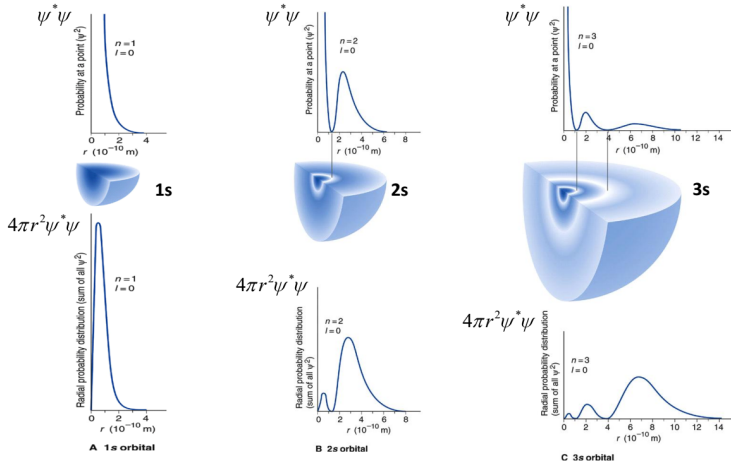 ψ*ψ
Probability at a point (ψ²)
n = 1
l = 0
0 2 4
r (10⁻¹⁰ m)
1s
4πr²ψ*ψ
Radial probability distribution (sum of all ψ²)
n = 1
l = 0
0 2 4
r (10⁻¹⁰ m)
A 1s orbital
ψ*ψ
Probability at a point (ψ²)
n = 2
l = 0
0 2 4 6 8
r (10⁻¹⁰ m)
2s
4πr²ψ*ψ
Radial probability distribution
(sum of all ψ²)
n = 2
l = 0
0 2 4 6 8
r (10⁻¹⁰ m)
B 2s orbital
ψ*ψ
Probability at a point (ψ²)
n = 3
l = 0
0 2 4 6 8 10 12 14
r (10⁻¹⁰ m)
3s
4πr²ψ*ψ
Radial probability distribution
(sum of all ψ²)
n = 3
l = 0
0 2 4 6 8 10 12 14
r (10⁻¹⁰ m)
C 3s orbital